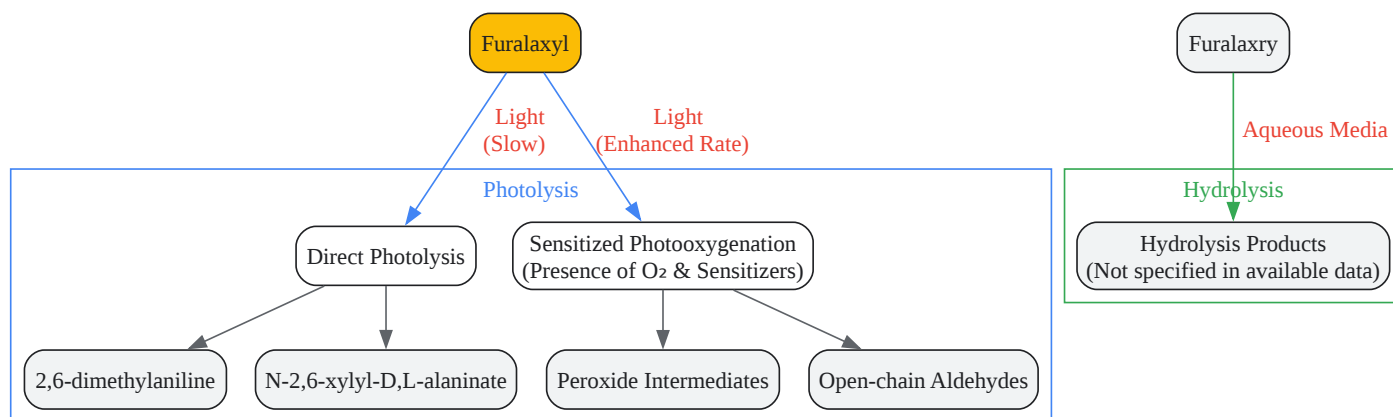 Furalaxyl
Furalaxry
Light
(Slow)
Light
(Enhanced Rate)
Aqueous Media
Photolysis
Hydrolysis
Direct Photolysis
Sensitized Photooxygenation
(Presence of O₂ & Sensitizers)
Hydrolysis Products
(Not specified in available data)
2,6-dimethylaniline
N-2,6-xylyl-D,L-alaninate
Peroxide Intermediates
Open-chain Aldehydes